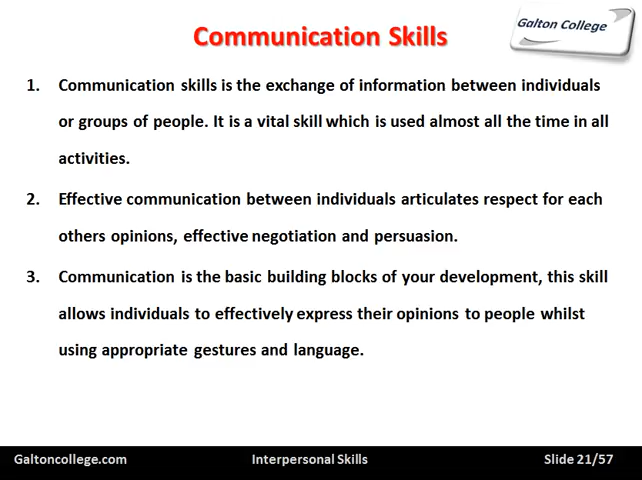 Communication Skills
Galton College
1. Communication skills is the exchange of information between individuals
or groups of people. It is a vital skill which is used almost all the time in all
activities.
2. Effective communication between individuals articulates respect for each
others opinions, effective negotiation and persuasion.
3. Communication is the basic building blocks of your development, this skill
allows individuals to effectively express their opinions to people whilst
using appropriate gestures and language.
Galtoncollege.com Interpersonal Skills Slide 21/57